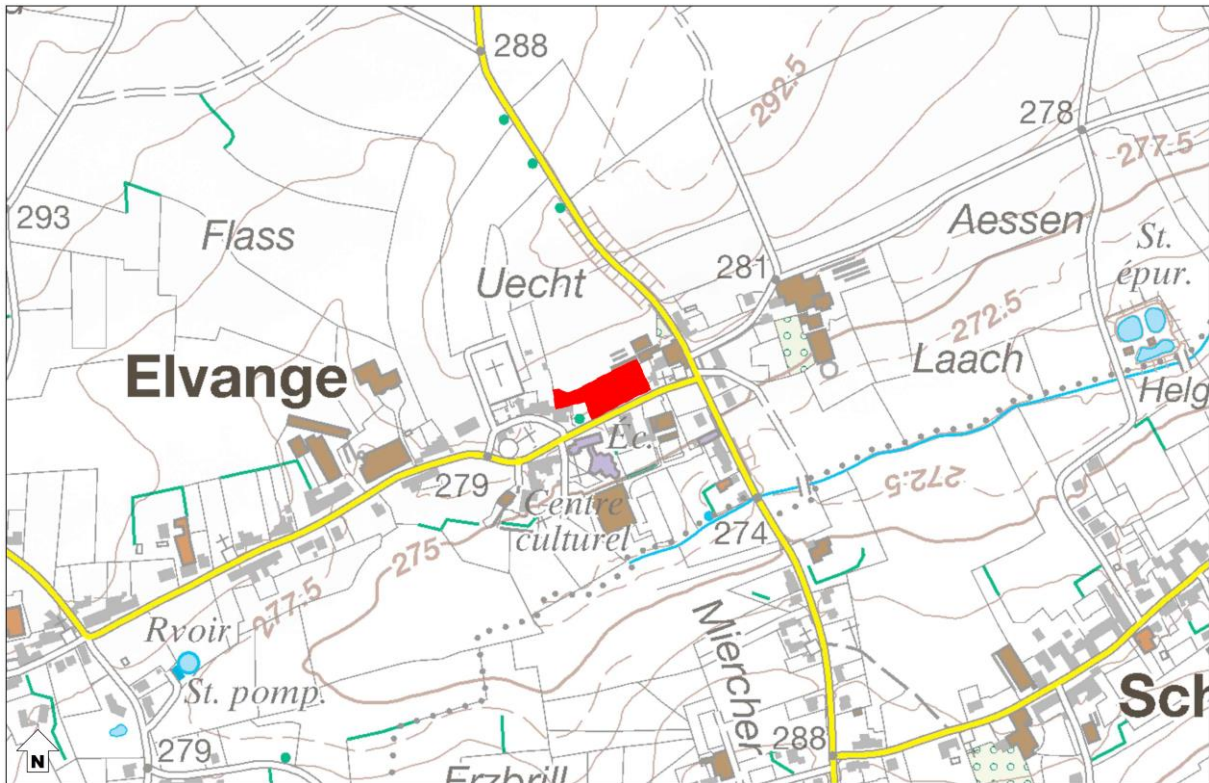 288
292.5
278
277.5
293
Flass
Aessen
St.
épur.
Uecht
281
272.5
Elvange
Laach
Helg
Éc.
279
Centre
culturel
272.5
274
275
277.5
Rvoir
St. pomp.
Miercher
Sch
279
288
Erzbrill
N